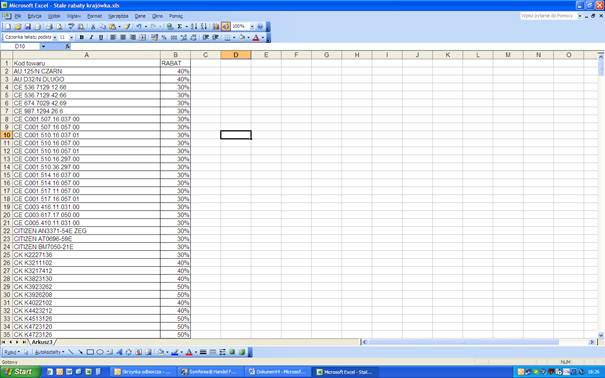 Microsoft Excel - Stałe rabaty krajówka.xls
Plik Edycja Widok Wstaw Format Narzędzia Dane Okno Pomoc
Wpisz pytanie do Pomocy
100%
Czcionka tekstu podsta 11 B I U
D10 fx
A B C D E F G H I J K L M N O
1 Kod towaru RABAT
2 AU 125/N CZARN 40%
3 AU D32/N DLUGO 40%
4 CE 536 7129 12 66 30%
5 CE 536.7129.42.66 30%
6 CE 674 7029 42 69 30%
7 CE 987 1294 26 6 30%
8 CE C001.507.16.037.00 30%
9 CE C001.507.16.057.00 30%
10 CE C001.510.16.037.01 30%
11 CE C001.510.16.057.00 30%
12 CE C001.510.16.057.01 30%
13 CE C001.510.16.297.00 30%
14 CE C001.510.36.297.00 30%
15 CE C001.514.16.037.00 30%
16 CE C001.514.16.057.00 30%
17 CE C001.517.11.057.00 30%
18 CE C001.517.16.057.01 30%
19 CE C003 416.11.031.00 30%
20 CE C003 617.17.050.00 30%
21 CE C005.410.11.031.00 30%
22 CITIZEN AN3371-54E ZEG 30%
23 CITIZEN AT0696-59E 30%
24 CITIZEN BM7050-21E 30%
25 CK K2227136 30%
26 CK K3211102 40%
27 CK K3217412 40%
28 CK K3823130 40%
29 CK K3923262 50%
30 CK K3926208 50%
31 CK K4022102 40%
32 CK K4423212 40%
33 CK K4513126 50%
34 CK K4723120 50%
35 CK K4723126 50%
Arkusz3
Rysuj Autokształty
Gotowy
NUM
Start
Skrzynka odbiorcza - ...
Symfonia® Handel P...
Dokument4 - Microsof...
Microsoft Excel - Stał...
18:26